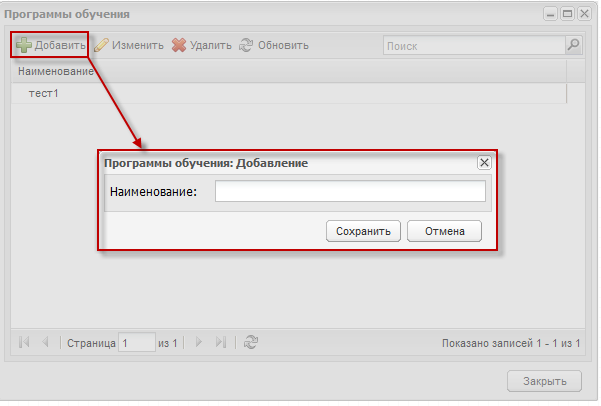 Программы обучения
Добавить Изменить Удалить Обновить Поиск
Наименование
тест1
Программы обучения: Добавление
Наименование:
Сохранить Отмена
Страница 1 из 1 Показано записей 1 - 1 из 1
Закрыть